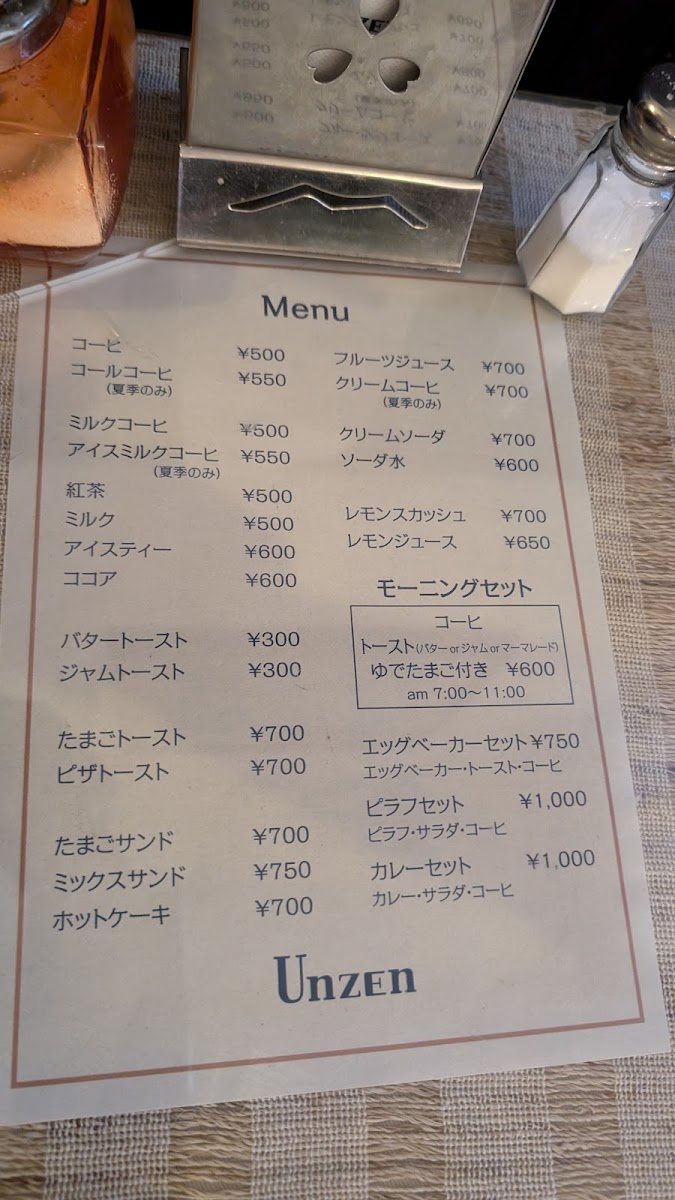 Menu
コーヒ ¥500
コールコーヒ ¥550
(夏季のみ)
ミルクコーヒ ¥500
アイスミルクコーヒ ¥550
(夏季のみ)
紅茶 ¥500
ミルク ¥500
アイスティー ¥600
ココア ¥600
バタートースト ¥300
ジャムトースト ¥300
たまごトースト ¥700
ピザトースト ¥700
たまごサンド ¥700
ミックスサンド ¥750
ホットケーキ ¥700
フルーツジュース ¥700
クリームコーヒ ¥700
(夏季のみ)
クリームソーダ ¥700
ソーダ水 ¥600
レモンスカッシュ ¥700
レモンジュース ¥650
モーニングセット
コーヒ
トースト(バター or ジャム or マーマレード)
ゆでたまご付き ¥600
am 7:00〜11:00
エッグベーカーセット ¥750
エッグベーカー・トースト・コーヒ
ピラフセット ¥1,000
ピラフ・サラダ・コーヒ
カレーセット ¥1,000
カレー・サラダ・コーヒ
UNZEN